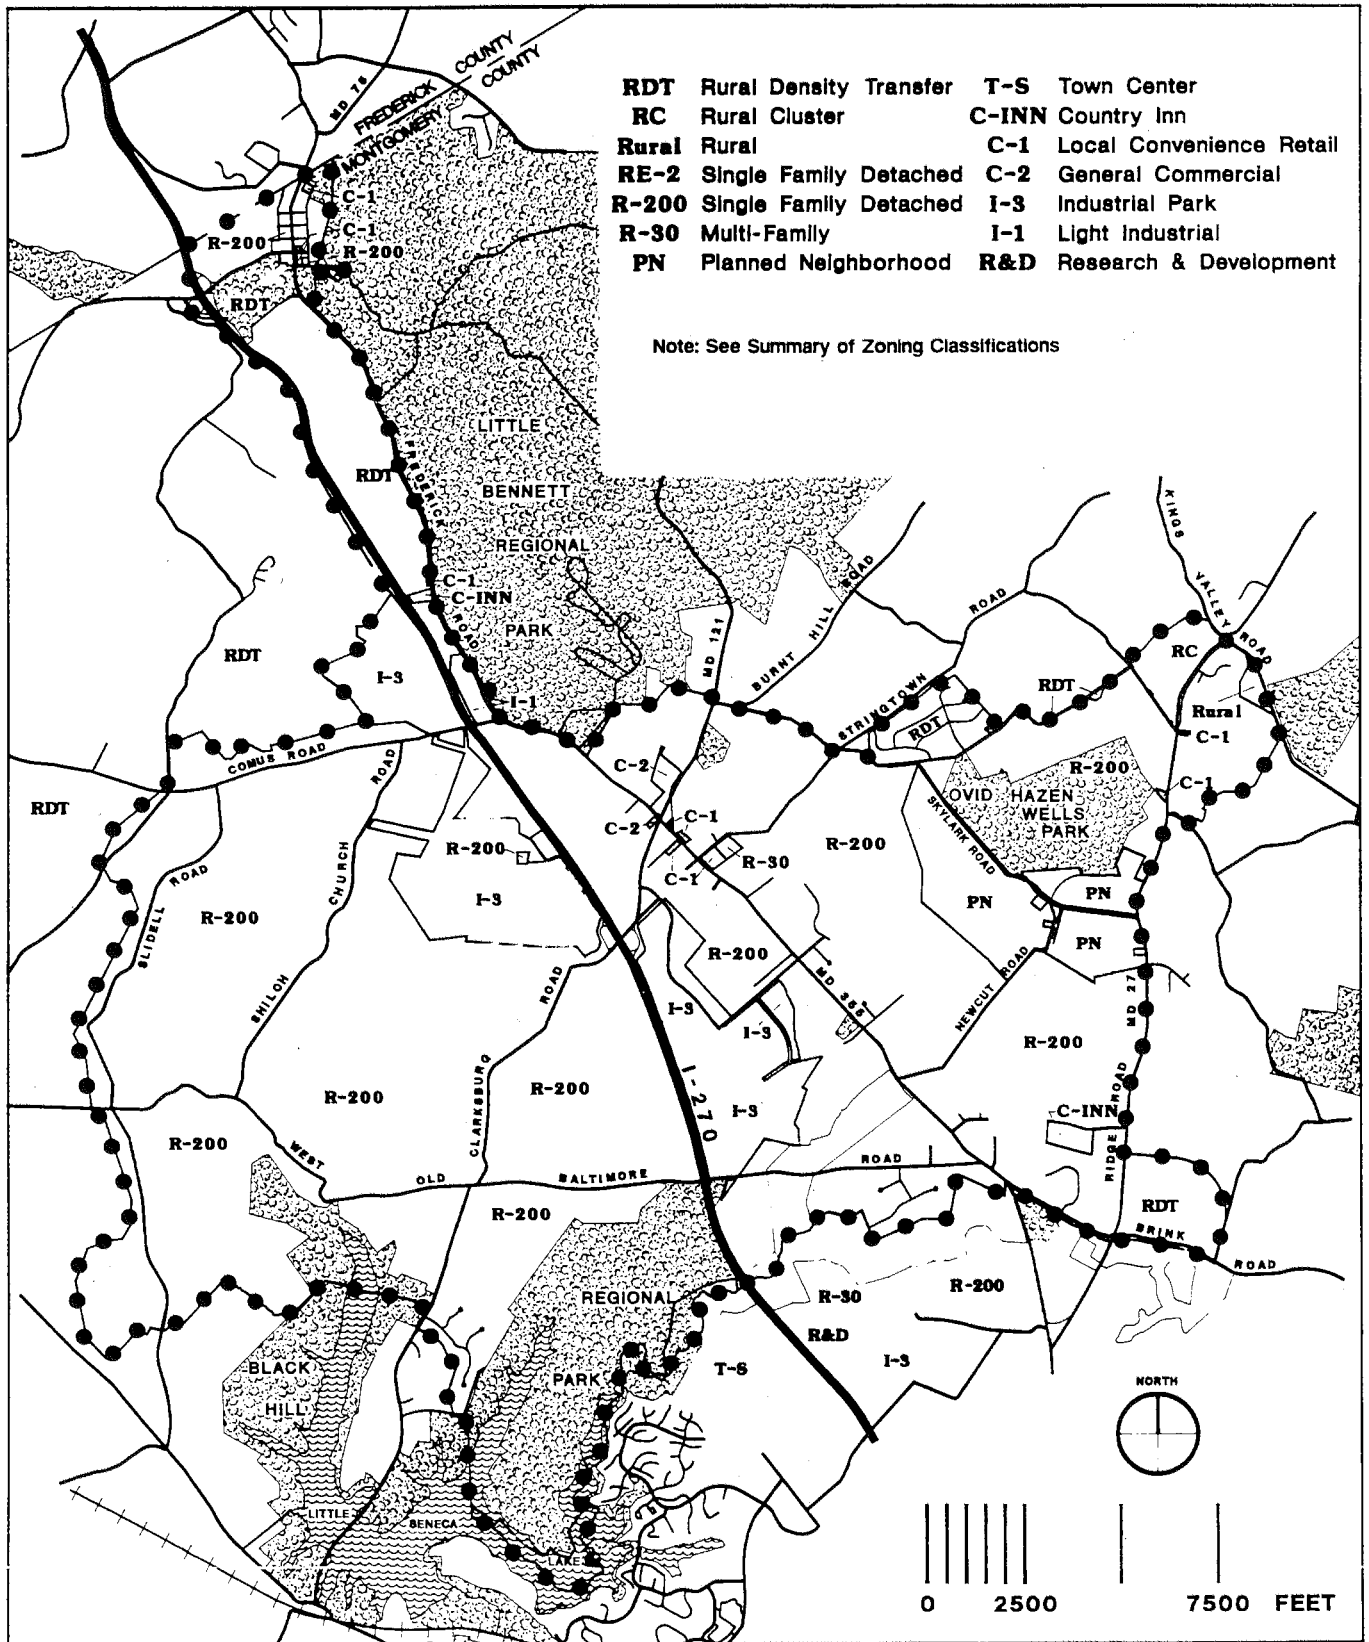 RDT Rural Density Transfer T-S Town Center
RC Rural Cluster C-INN Country Inn
Rural Rural C-1 Local Convenience Retail
RE-2 Single Family Detached C-2 General Commercial
R-200 Single Family Detached I-3 Industrial Park
R-30 Multi-Family I-1 Light Industrial
PN Planned Neighborhood R&D Research & Development
Note: See Summary of Zoning Classifications
MD 75
FREDERICK COUNTY
MONTGOMERY COUNTY
C-1
C-1
R-200
R-200
RDT
LITTLE
BENNETT
REGIONAL
PARK
RDT
FREDERICK
ROAD
C-1
C-INN
KINGS
VALLEY
ROAD
MD 121
BURNT HILL ROAD
ROAD
STRINGTOWN
RDT
I-3
I-1
RDT
RDT
RC
Rural
C-1
COMUS ROAD
C-2
R-200
C-1
RDT
ROAD
OVID HAZEN
WELLS
PARK
C-2
C-1
R-200
R-30
C-1
R-200
SKYLARK ROAD
SLIDELL
ROAD
SHILOH
CHURCH
R-200
I-3
PN
PN
PN
R-200
CLARKSBURG
ROAD
MD 355
NEWCUT ROAD
MD 27
I-3
I-3
R-200
R-200
R-200
I-270
I-3
C-INN
RIDGE
ROAD
R-200
WEST
OLD
BALTIMORE
ROAD
R-200
RDT
BRINK
ROAD
REGIONAL
R-30
R-200
R&D
I-3
BLACK
HILL
PARK
T-S
NORTH
LITTLE
SENECA
LAKE
0 2500 7500 FEET